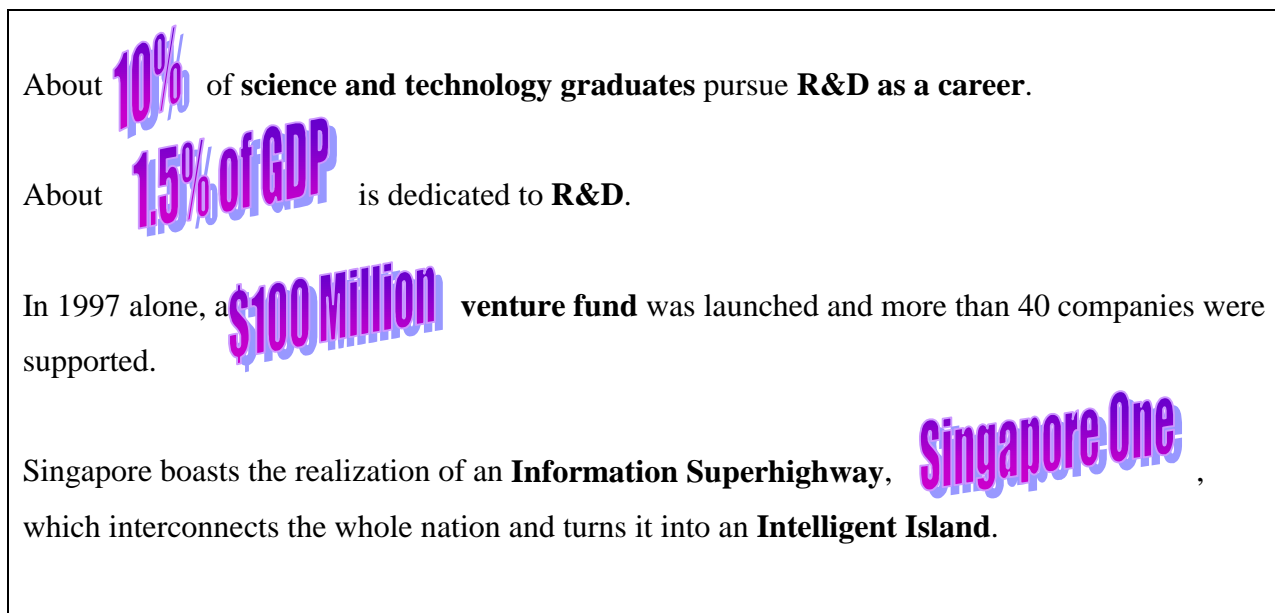 About 10% of science and technology graduates pursue R&D as a career.
About 1.5% of GDP is dedicated to R&D.
In 1997 alone, a $100 Million venture fund was launched and more than 40 companies were
supported.
Singapore boasts the realization of an Information Superhighway, Singapore One ,
which interconnects the whole nation and turns it into an Intelligent Island.